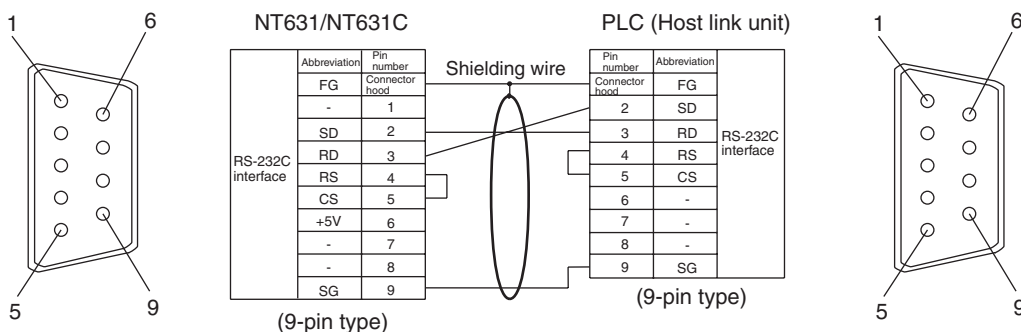 NT631/NT631C
PLC (Host link unit)
1
6
5
9
Abbreviation
Pin number
FG
Connector hood
-
1
SD
2
RD
3
RS
4
CS
5
+5V
6
-
7
-
8
SG
9
RS-232C interface
(9-pin type)
Shielding wire
Pin number
Abbreviation
Connector hood
FG
2
SD
3
RD
4
RS
5
CS
6
-
7
-
8
-
9
SG
RS-232C interface
(9-pin type)
1
6
5
9